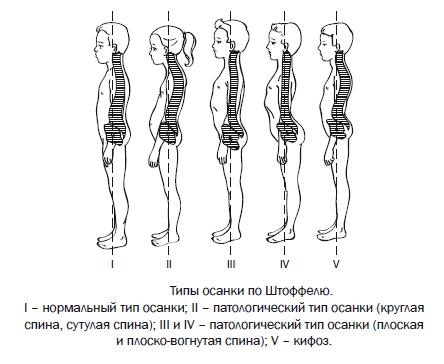 I II III IV V
Типы осанки по Штоффелю.
I – нормальный тип осанки; II – патологический тип осанки (круглая
спина, сутулая спина); III и IV – патологический тип осанки (плоская
и плоско-вогнутая спина); V – кифоз.